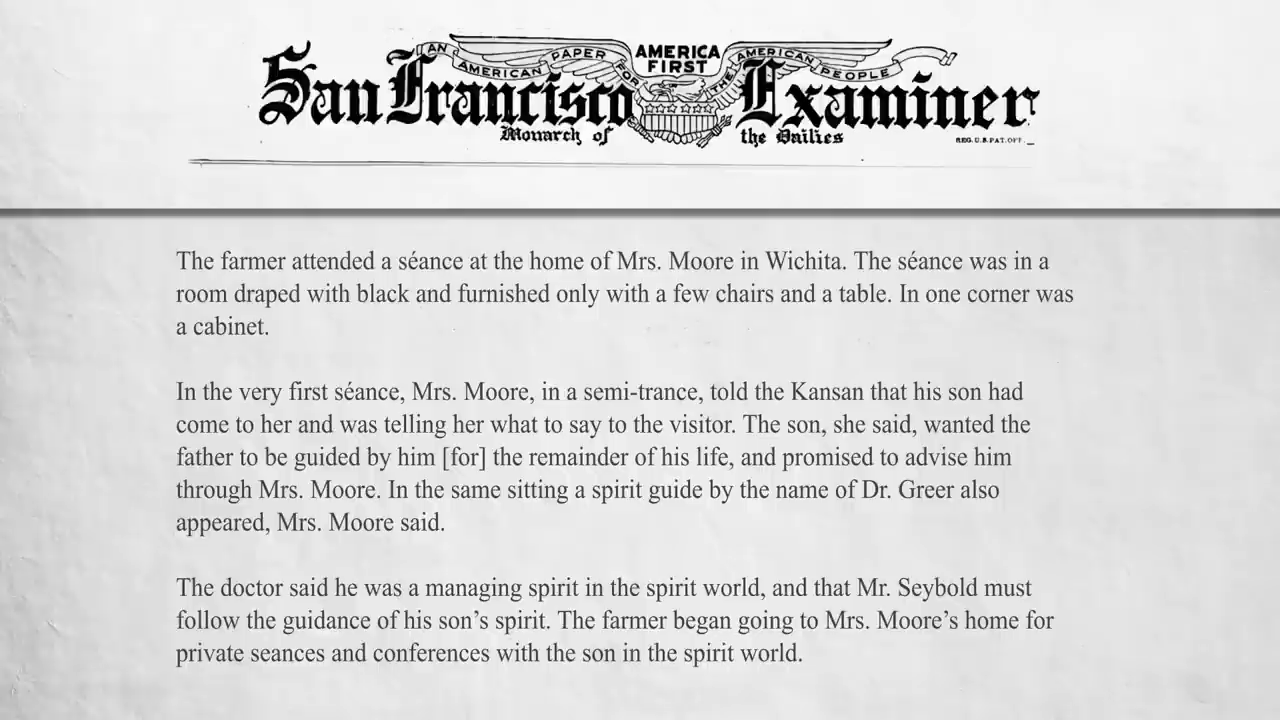 AN AMERICAN PAPER FOR THE AMERICAN PEOPLE
AMERICA
FIRST
San Francisco Examiner
Monarch of the Dailies
REG. U.S. PAT. OFF.
The farmer attended a séance at the home of Mrs. Moore in Wichita. The séance was in a
room draped with black and furnished only with a few chairs and a table. In one corner was
a cabinet.
In the very first séance, Mrs. Moore, in a semi-trance, told the Kansan that his son had
come to her and was telling her what to say to the visitor. The son, she said, wanted the
father to be guided by him [for] the remainder of his life, and promised to advise him
through Mrs. Moore. In the same sitting a spirit guide by the name of Dr. Greer also
appeared, Mrs. Moore said.
The doctor said he was a managing spirit in the spirit world, and that Mr. Seybold must
follow the guidance of his son’s spirit. The farmer began going to Mrs. Moore’s home for
private seances and conferences with the son in the spirit world.